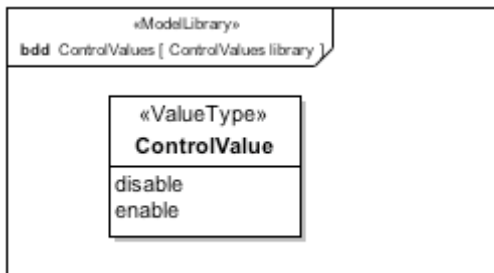 «ModelLibrary»
bdd ControlValues [ ControlValues library ]
«ValueType»
ControlValue
disable
enable